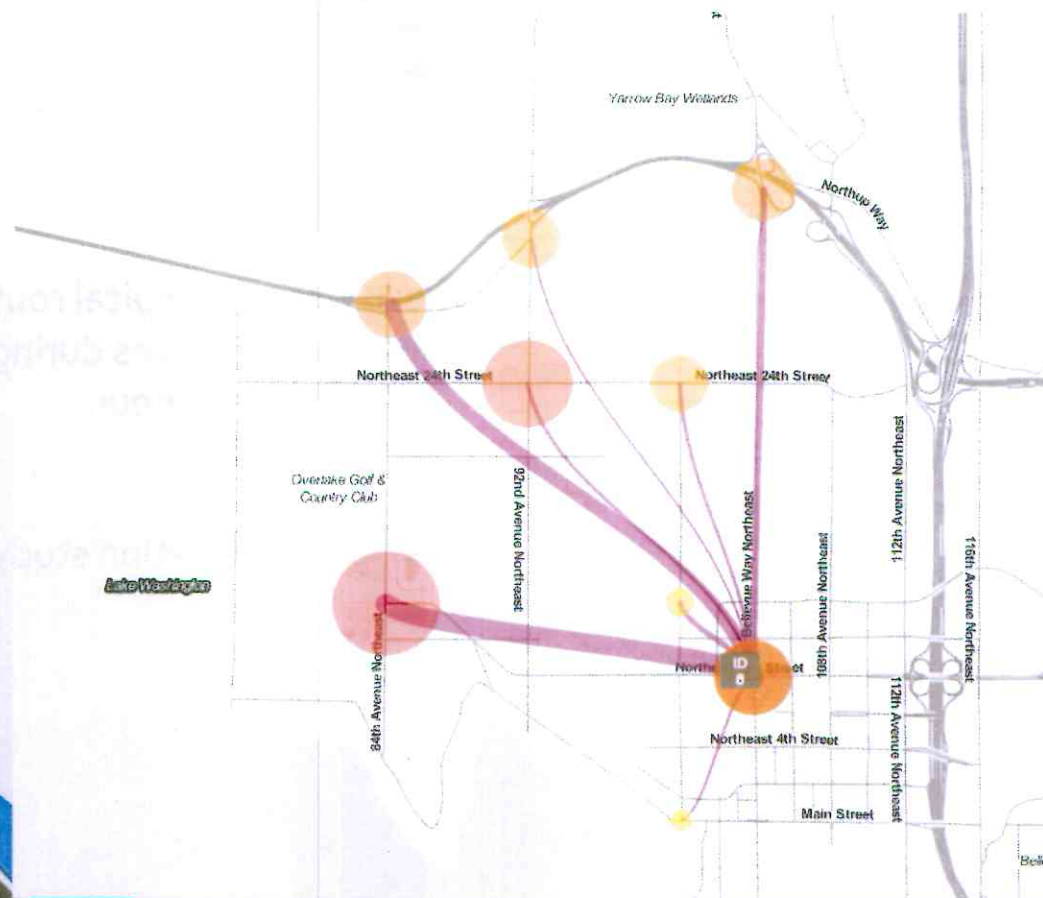 Yarrow Bay Wetlands
Northup Way
Northeast 24th Street
Northeast 24th Street
Overlake Golf &
Country Club
92nd Avenue Northeast
Bellevue Way Northeast
108th Avenue Northeast
112th Avenue Northeast
116th Avenue Northeast
Lake Washington
84th Avenue Northeast
Street
ID
112th Avenue Northeast
Northeast 4th Street
Main Street